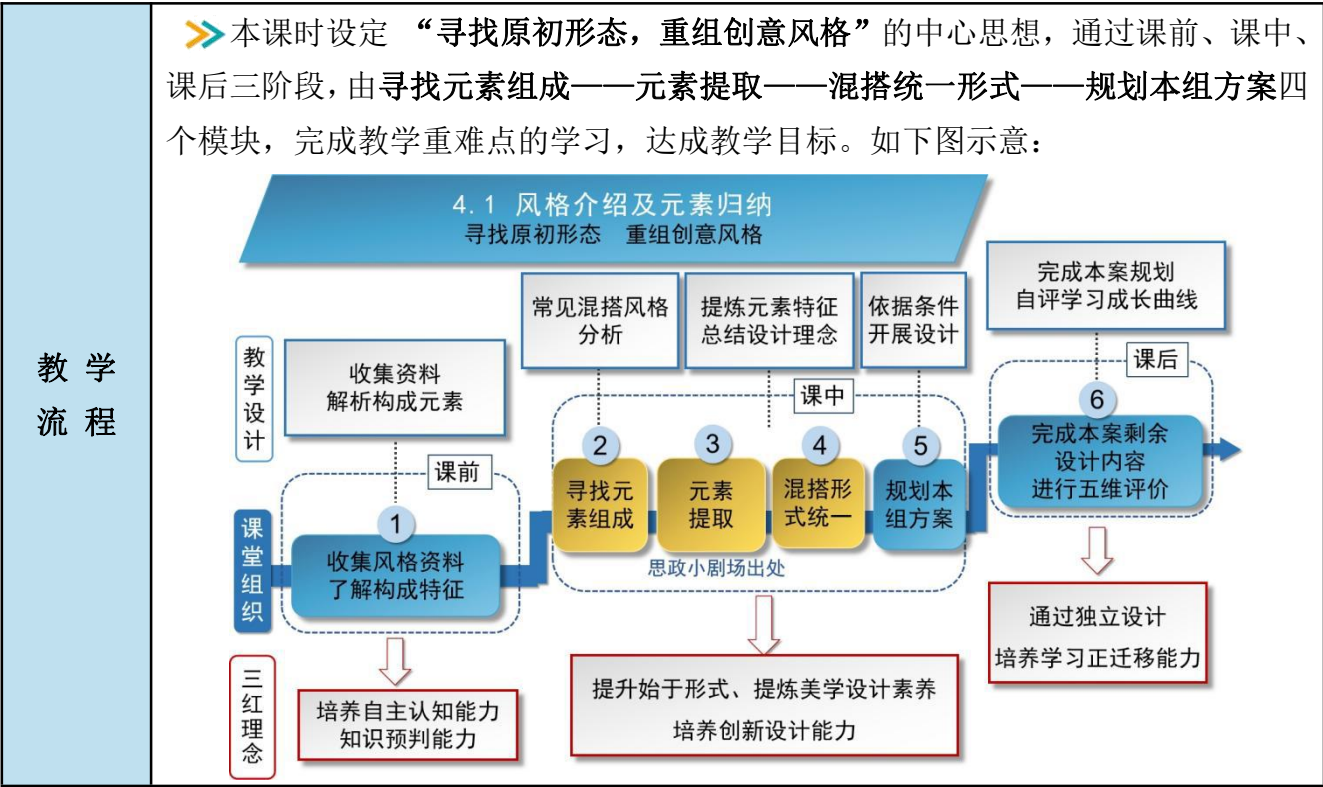 教 学
流 程
本课时设定 “寻找原初形态，重组创意风格”的中心思想，通过课前、课中、
课后三阶段，由寻找元素组成——元素提取——混搭统一形式——规划本组方案四
个模块，完成教学重难点的学习，达成教学目标。如下图示意：
4.1 风格介绍及元素归纳
寻找原初形态 重组创意风格
教
学
设
计
收集资料
解析构成元素
常见混搭风格
分析
提炼元素特征
总结设计理念
依据条件
开展设计
完成本案规划
自评学习成长曲线
课前
课中
课后
课
堂
组
织
1
收集风格资料
了解构成特征
2
寻找元
素组成
3
元素
提取
4
混搭形
式统一
5
规划本
组方案
6
完成本案剩余
设计内容
进行五维评价
思政小剧场出处
三
红
理
念
培养自主认知能力
知识预判能力
提升始于形式、提炼美学设计素养
培养创新设计能力
通过独立设计
培养学习正迁移能力